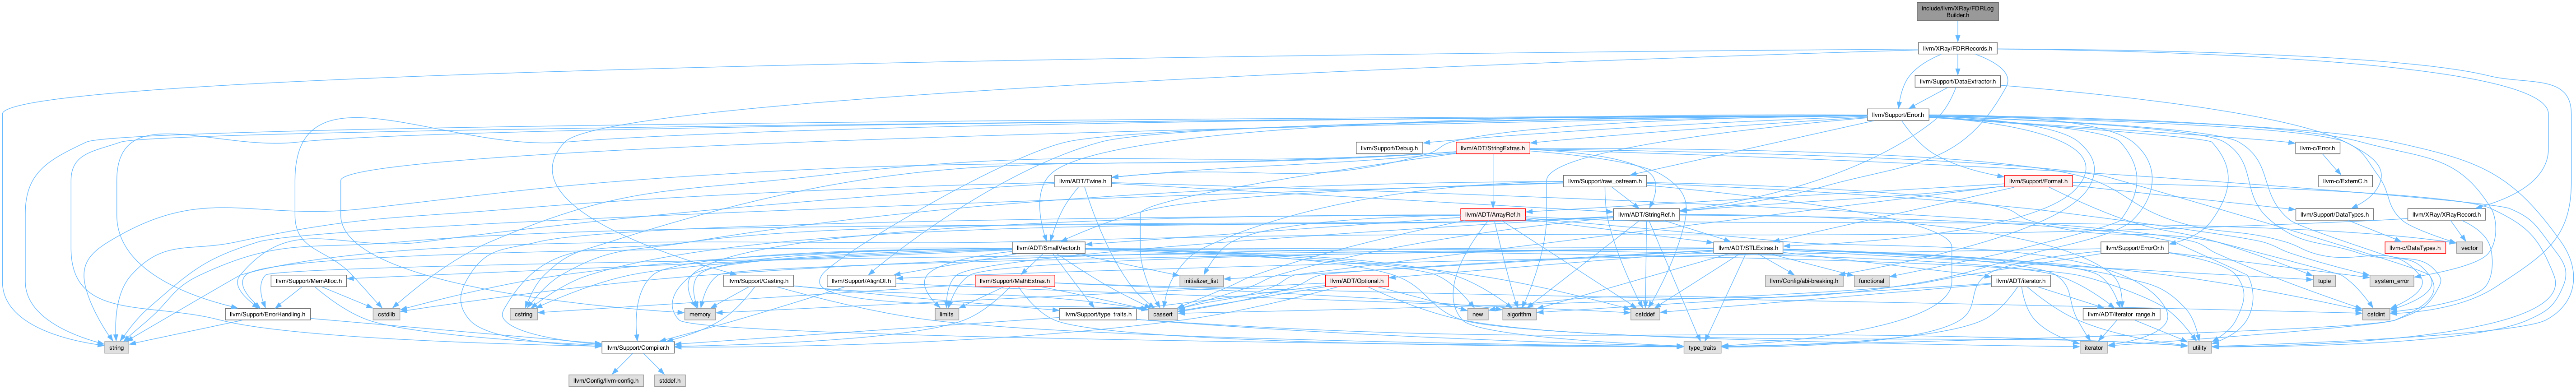 include/llvm/XRay/FDRLog
Builder.h
llvm/XRay/FDRRecords.h
llvm/Support/DataExtractor.h
llvm/Support/Error.h
llvm/Support/Debug.h
llvm/ADT/StringExtras.h
llvm-c/Error.h
llvm/ADT/Twine.h
llvm/Support/raw_ostream.h
llvm/Support/Format.h
llvm-c/ExternC.h
llvm/ADT/ArrayRef.h
llvm/ADT/StringRef.h
llvm/Support/DataTypes.h
llvm/XRay/XRayRecord.h
llvm/ADT/SmallVector.h
llvm/ADT/STLExtras.h
llvm/Support/ErrorOr.h
llvm-c/DataTypes.h
vector
llvm/Support/MemAlloc.h
llvm/Support/Casting.h
llvm/Support/AlignOf.h
llvm/Support/MathExtras.h
initializer_list
llvm/ADT/Optional.h
llvm/Config/abi-breaking.h
functional
llvm/ADT/iterator.h
tuple
system_error
llvm/Support/ErrorHandling.h
cstdlib
cstring
memory
limits
llvm/Support/type_traits.h
cassert
new
algorithm
cstddef
llvm/ADT/iterator_range.h
cstdint
string
llvm/Support/Compiler.h
type_traits
iterator
utility
llvm/Config/llvm-config.h
stddef.h